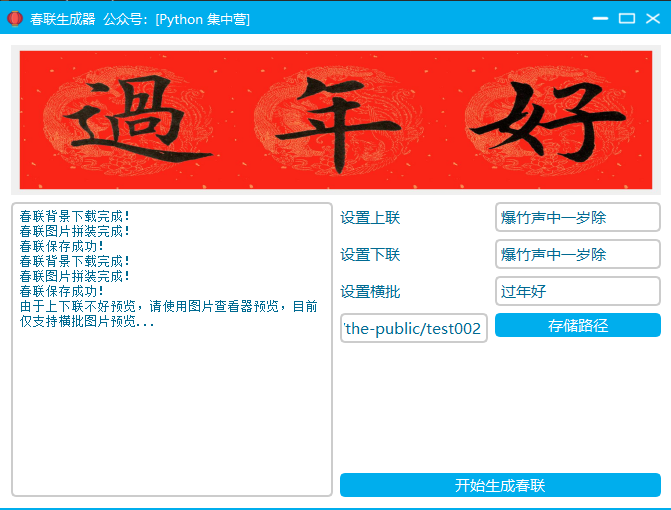 春联生成器 公众号：[Python 集中营]
過年好
春联背景下载完成！
春联图片拼装完成！
春联保存成功！
春联背景下载完成！
春联图片拼装完成！
春联保存成功！
由于上下联不好预览，请使用图片查看器预览，目前
仅支持横批图片预览...
设置上联 爆竹声中一岁除
设置下联 爆竹声中一岁除
设置横批 过年好
the-public/test002 存储路径
开始生成春联